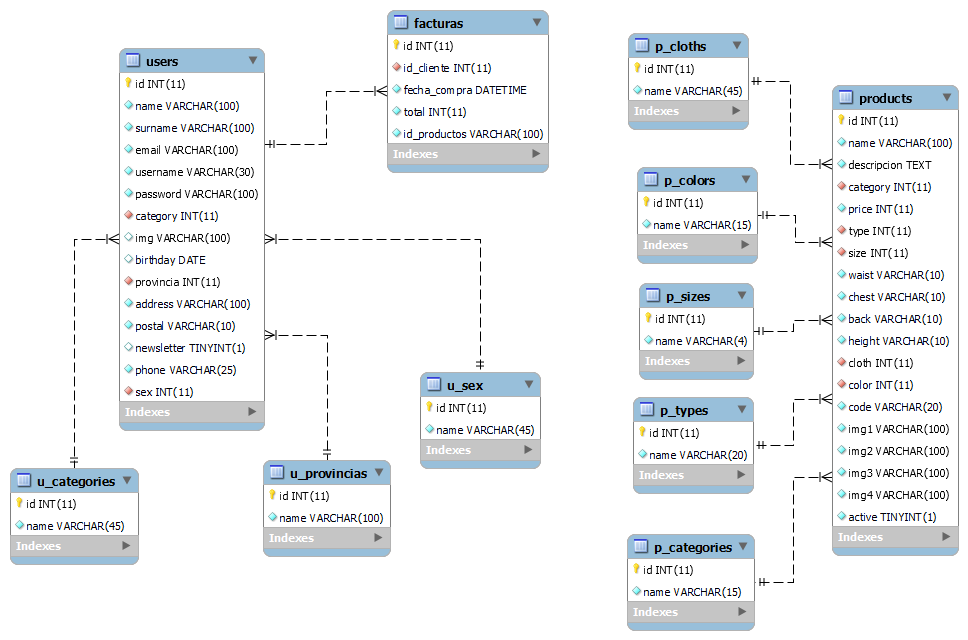 users
id INT(11)
name VARCHAR(100)
surname VARCHAR(100)
email VARCHAR(100)
username VARCHAR(30)
password VARCHAR(100)
category INT(11)
img VARCHAR(100)
birthday DATE
provincia INT(11)
address VARCHAR(100)
postal VARCHAR(10)
newsletter TINYINT(1)
phone VARCHAR(25)
sex INT(11)
Indexes
facturas
id INT(11)
id_cliente INT(11)
fecha_compra DATETIME
total INT(11)
id_productos VARCHAR(100)
Indexes
u_categories
id INT(11)
name VARCHAR(45)
Indexes
u_provincias
id INT(11)
name VARCHAR(100)
Indexes
u_sex
id INT(11)
name VARCHAR(45)
Indexes
p_cloths
id INT(11)
name VARCHAR(45)
Indexes
p_colors
id INT(11)
name VARCHAR(15)
Indexes
p_sizes
id INT(11)
name VARCHAR(4)
Indexes
p_types
id INT(11)
name VARCHAR(20)
Indexes
p_categories
id INT(11)
name VARCHAR(15)
Indexes
products
id INT(11)
name VARCHAR(100)
descripcion TEXT
category INT(11)
price INT(11)
type INT(11)
size INT(11)
waist VARCHAR(10)
chest VARCHAR(10)
back VARCHAR(10)
height VARCHAR(10)
cloth INT(11)
color INT(11)
code VARCHAR(20)
img1 VARCHAR(100)
img2 VARCHAR(100)
img3 VARCHAR(100)
img4 VARCHAR(100)
active TINYINT(1)
Indexes